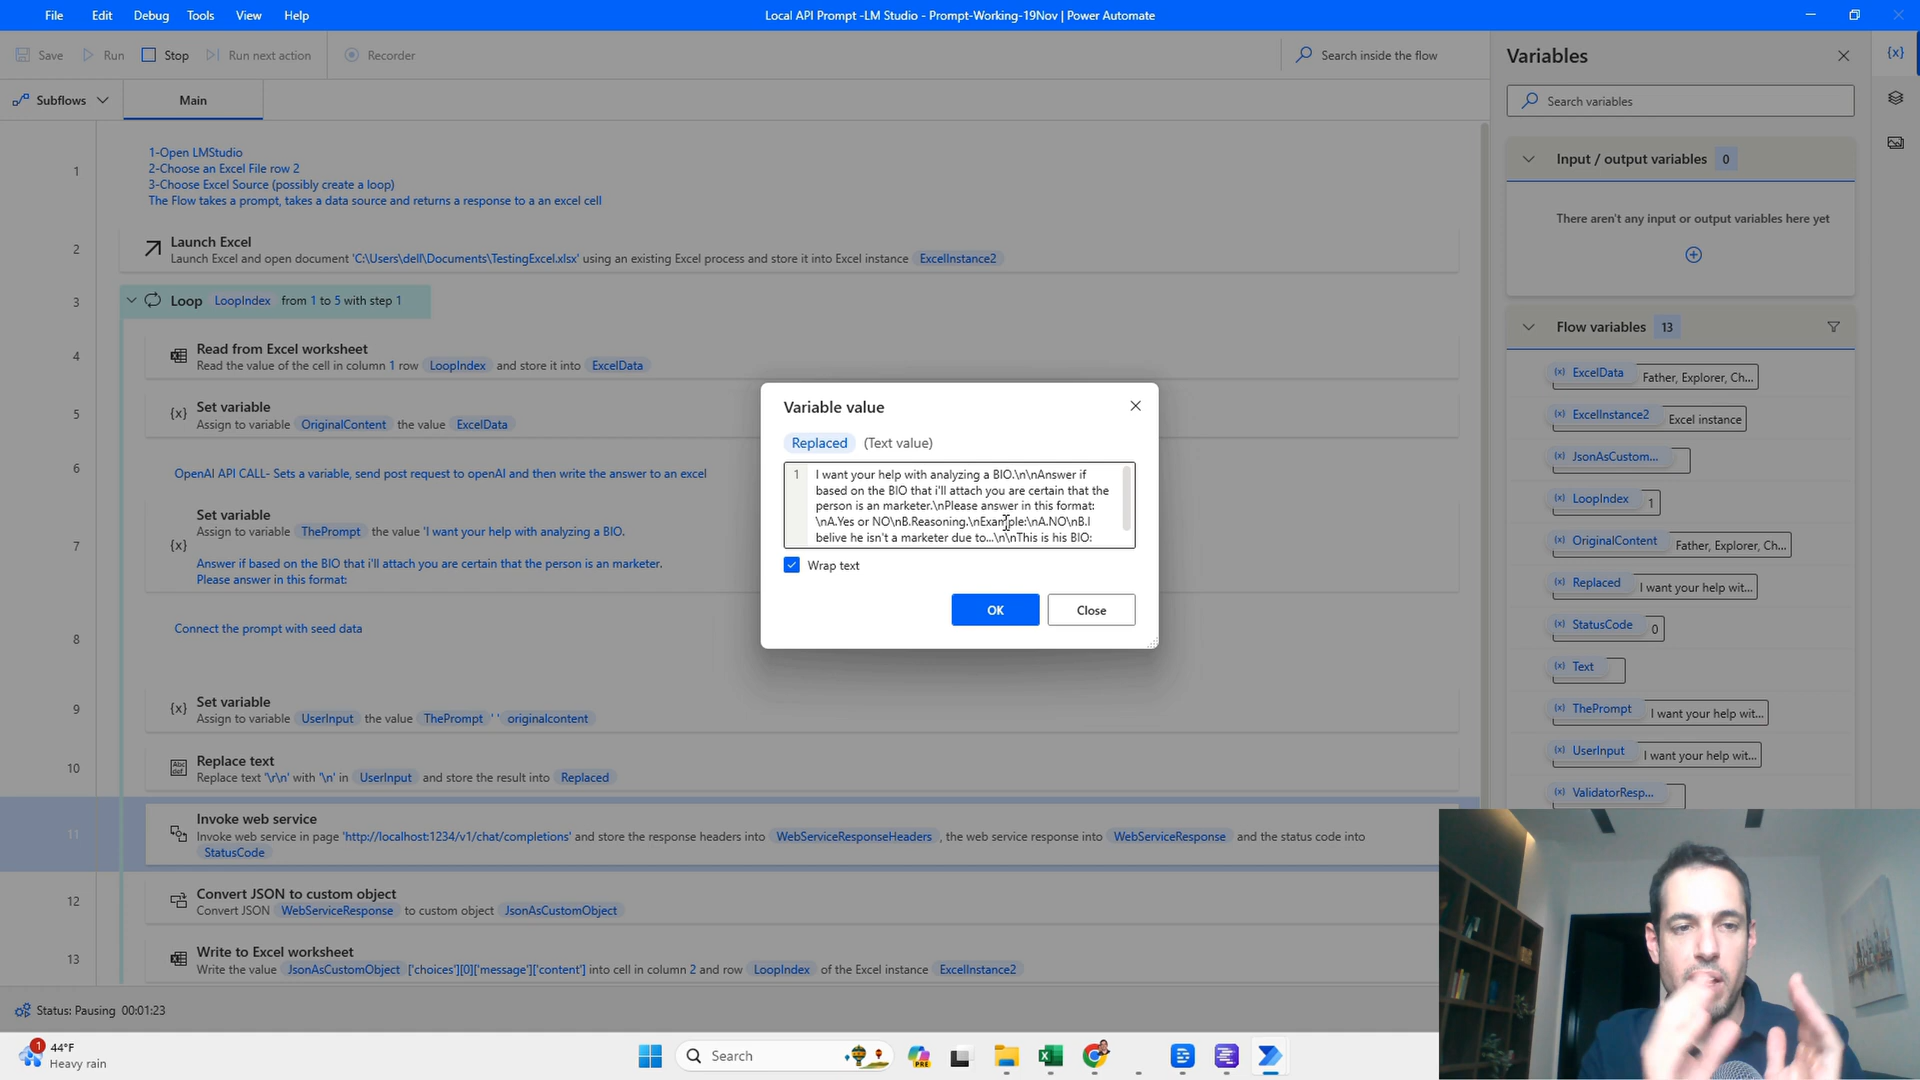 File Edit Debug Tools View Help
Local API Prompt -LM Studio - Prompt-Working-19Nov | Power Automate
Save Run Stop Run next action Recorder
Search inside the flow
Subflows Main
1
1-Open LMStudio
2-Choose an Excel File row 2
3-Choose Excel Source (possibly create a loop)
The Flow takes a prompt, takes a data source and returns a response to a an excel cell
2
Launch Excel
Launch Excel and open document 'C:\Users\dell\Documents\TestingExcel.xlsx' using an existing Excel process and store it into Excel instance ExcelInstance2
3
Loop LoopIndex from 1 to 5 with step 1
4
Read from Excel worksheet
Read the value of the cell in column 1 row LoopIndex and store it into ExcelData
5
Set variable
Assign to variable OriginalContent the value ExcelData
6
OpenAI API CALL- Sets a variable, send post request to openAI and then write the answer to an excel
7
Set variable
Assign to variable ThePrompt the value 'I want your help with analyzing a BIO.
Answer if based on the BIO that i'll attach you are certain that the person is an marketer.
Please answer in this format:
8
Connect the prompt with seed data
9
Set variable
Assign to variable UserInput the value ThePrompt ' ' originalcontent
10
Replace text
Replace text '\r\n' with '\n' in UserInput and store the result into Replaced
11
Invoke web service
Invoke web service in page 'http://localhost:1234/v1/chat/completions' and store the response headers into WebServiceResponseHeaders , the web service response into WebServiceResponse and the status code into
StatusCode
12
Convert JSON to custom object
Convert JSON WebServiceResponse to custom object JsonAsCustomObject
13
Write to Excel worksheet
Write the value JsonAsCustomObject ['choices'][0]['message']['content'] into cell in column 2 and row LoopIndex of the Excel instance ExcelInstance2
Variable value
Replaced (Text value)
1
I want your help with analyzing a BIO.\n\nAnswer if
based on the BIO that i'll attach you are certain that the
person is an marketer.\nPlease answer in this format:
\nA.Yes or NO\nB.Reasoning.\nExample:\nA.NO\nB.I
belive he isn't a marketer due to...\n\nThis is his BIO:
Wrap text
OK Close
Variables
{x}
Search variables
Input / output variables 0
There aren't any input or output variables here yet
Flow variables 13
ExcelData Father, Explorer, Ch...
ExcelInstance2 Excel instance
JsonAsCustom...
LoopIndex 1
OriginalContent Father, Explorer, Ch...
Replaced I want your help wit...
StatusCode 0
Text
ThePrompt I want your help wit...
UserInput I want your help wit...
ValidatorResp...
Status: Pausing 00:01:23
1
44°F
Heavy rain
Search
PRE